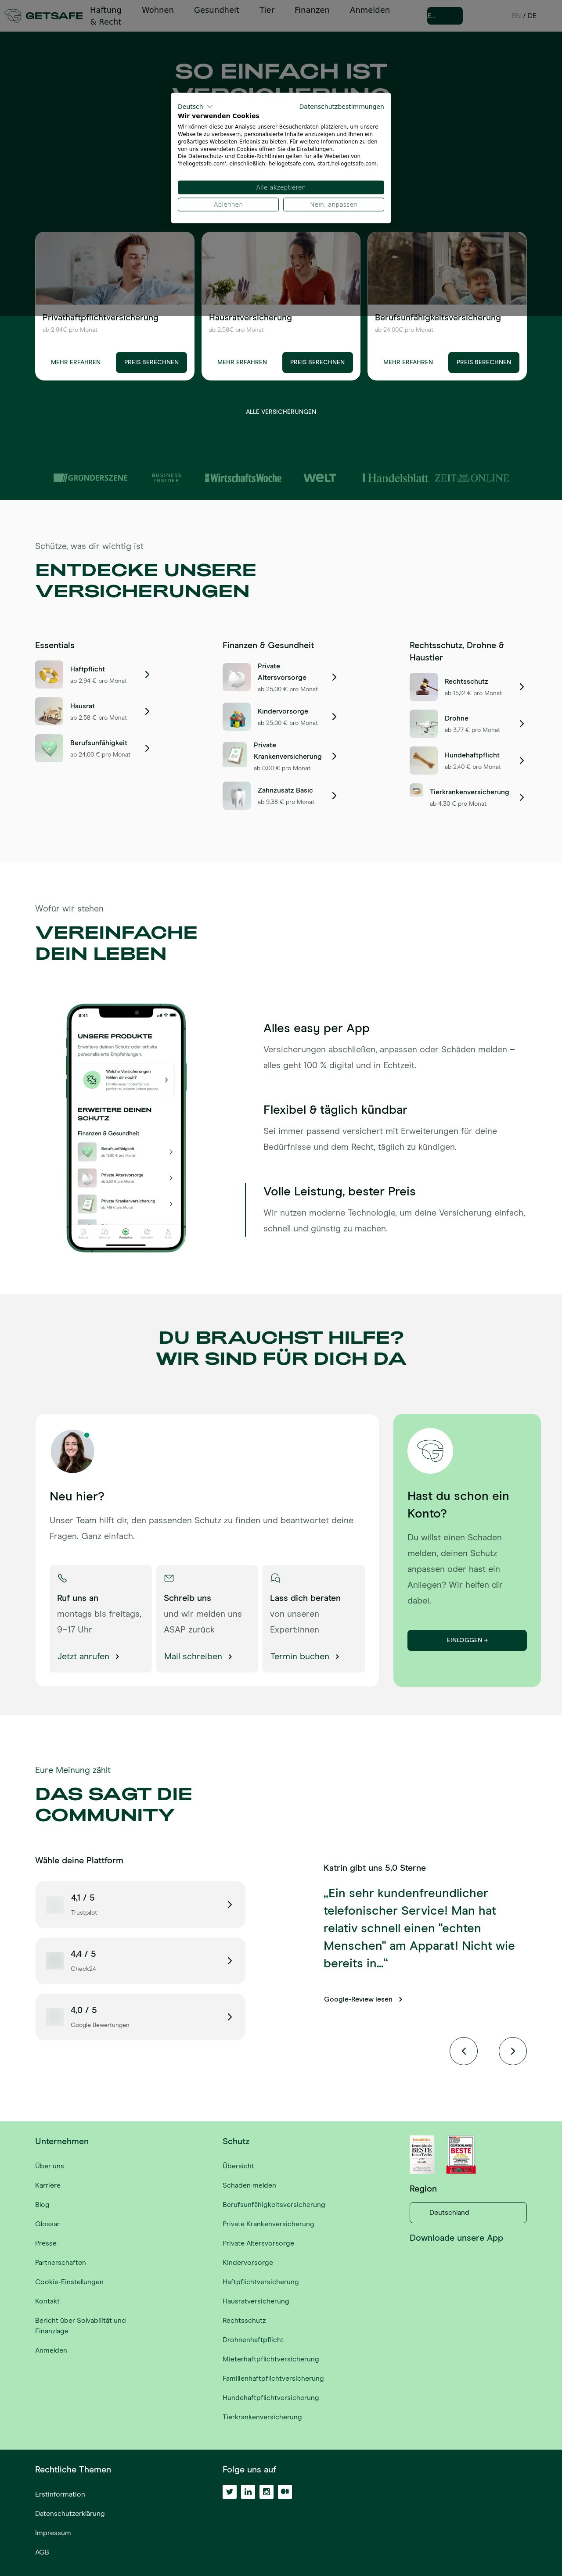 GETSAFE
Haftung
& Recht
Wohnen
Gesundheit
Tier
Finanzen
Anmelden
E...
EN / DE
SO EINFACH IST
Deutsch
Datenschutzbestimmungen
Wir verwenden Cookies
Wir können diese zur Analyse unserer Besucherdaten platzieren, um unsere
Webseite zu verbessern, personalisierte Inhalte anzuzeigen und Ihnen ein
großartiges Webseiten-Erlebnis zu bieten. Für weitere Informationen zu den
von uns verwendeten Cookies öffnen Sie die Einstellungen.
Die Datenschutz- und Cookie-Richtlinien gelten für alle Webeiten von
'hellogetsafe.com', einschließlich: hellogetsafe.com, start.hellogetsafe.com.
Alle akzeptieren
Ablehnen
Nein, anpassen
Privathaftpflichtversicherung
ab 2,94€ pro Monat
MEHR ERFAHREN
PREIS BERECHNEN
Hausratversicherung
ab 2,58€ pro Monat
MEHR ERFAHREN
PREIS BERECHNEN
Berufsunfähigkeitsversicherung
ab 24,00€ pro Monat
MEHR ERFAHREN
PREIS BERECHNEN
ALLE VERSICHERUNGEN
GRÜNDERSZENE
BUSINESS
INSIDER
WirtschaftsWoche
WELT
Handelsblatt
ZEIT ONLINE
Schütze, was dir wichtig ist
ENTDECKE UNSERE
VERSICHERUNGEN
Essentials
Haftpflicht
ab 2,94 € pro Monat
Hausrat
ab 2,58 € pro Monat
Berufsunfähigkeit
ab 24,00 € pro Monat
Finanzen & Gesundheit
Private
Altersvorsorge
ab 25,00 € pro Monat
Kindervorsorge
ab 25,00 € pro Monat
Private
Krankenversicherung
ab 0,00 € pro Monat
Zahnzusatz Basic
ab 9,38 € pro Monat
Rechtsschutz, Drohne &
Haustier
Rechtsschutz
ab 15,12 € pro Monat
Drohne
ab 3,77 € pro Monat
Hundehaftpflicht
ab 2,40 € pro Monat
Tierkrankenversicherung
ab 4,30 € pro Monat
Wofür wir stehen
VEREINFACHE
DEIN LEBEN
9:41
UNSERE PRODUKTE
Erweitere deinen Schutz oder erhalte
personalisierte Empfehlungen.
Welche Versicherungen
fehlen dir noch?
ERWEITERE DEINEN
SCHUTZ
Finanzen & Gesundheit
Berufsunfähigkeit
Private Altersvorsorge
Private Krankenversicherung
Alles easy per App
Versicherungen abschließen, anpassen oder Schäden melden –
alles geht 100 % digital und in Echtzeit.
Flexibel & täglich kündbar
Sei immer passend versichert mit Erweiterungen für deine
Bedürfnisse und dem Recht, täglich zu kündigen.
Volle Leistung, bester Preis
Wir nutzen moderne Technologie, um deine Versicherung einfach,
schnell und günstig zu machen.
DU BRAUCHST HILFE?
WIR SIND FÜR DICH DA
Neu hier?
Unser Team hilft dir, den passenden Schutz zu finden und beantwortet deine
Fragen. Ganz einfach.
Ruf uns an
montags bis freitags,
9–17 Uhr
Jetzt anrufen
Schreib uns
und wir melden uns
ASAP zurück
Mail schreiben
Lass dich beraten
von unseren
Expert:innen
Termin buchen
Hast du schon ein
Konto?
Du willst einen Schaden
melden, deinen Schutz
anpassen oder hast ein
Anliegen? Wir helfen dir
dabei.
EINLOGGEN →
Eure Meinung zählt
DAS SAGT DIE
COMMUNITY
Wähle deine Plattform
4,1 / 5
Trustpilot
4,4 / 5
Check24
4,0 / 5
Google Bewertungen
Katrin gibt uns 5,0 Sterne
„Ein sehr kundenfreundlicher
telefonischer Service! Man hat
relativ schnell einen "echten
Menschen" am Apparat! Nicht wie
bereits in...“
Google-Review lesen
Unternehmen
Über uns
Karriere
Blog
Glossar
Presse
Partnerschaften
Cookie-Einstellungen
Kontakt
Bericht über Solvabilität und
Finanzlage
Anmelden
Schutz
Übersicht
Schaden melden
Berufsunfähigkeitsversicherung
Private Krankenversicherung
Private Altersvorsorge
Kindervorsorge
Haftpflichtversicherung
Hausratversicherung
Rechtsschutz
Drohnenhaftpflicht
Mieterhaftpflichtversicherung
Familienhaftpflichtversicherung
Hundehaftpflichtversicherung
Tierkrankenversicherung
Region
Deutschland
Downloade unsere App
Rechtliche Themen
Erstinformation
Datenschutzerklärung
Impressum
AGB
Folge uns auf